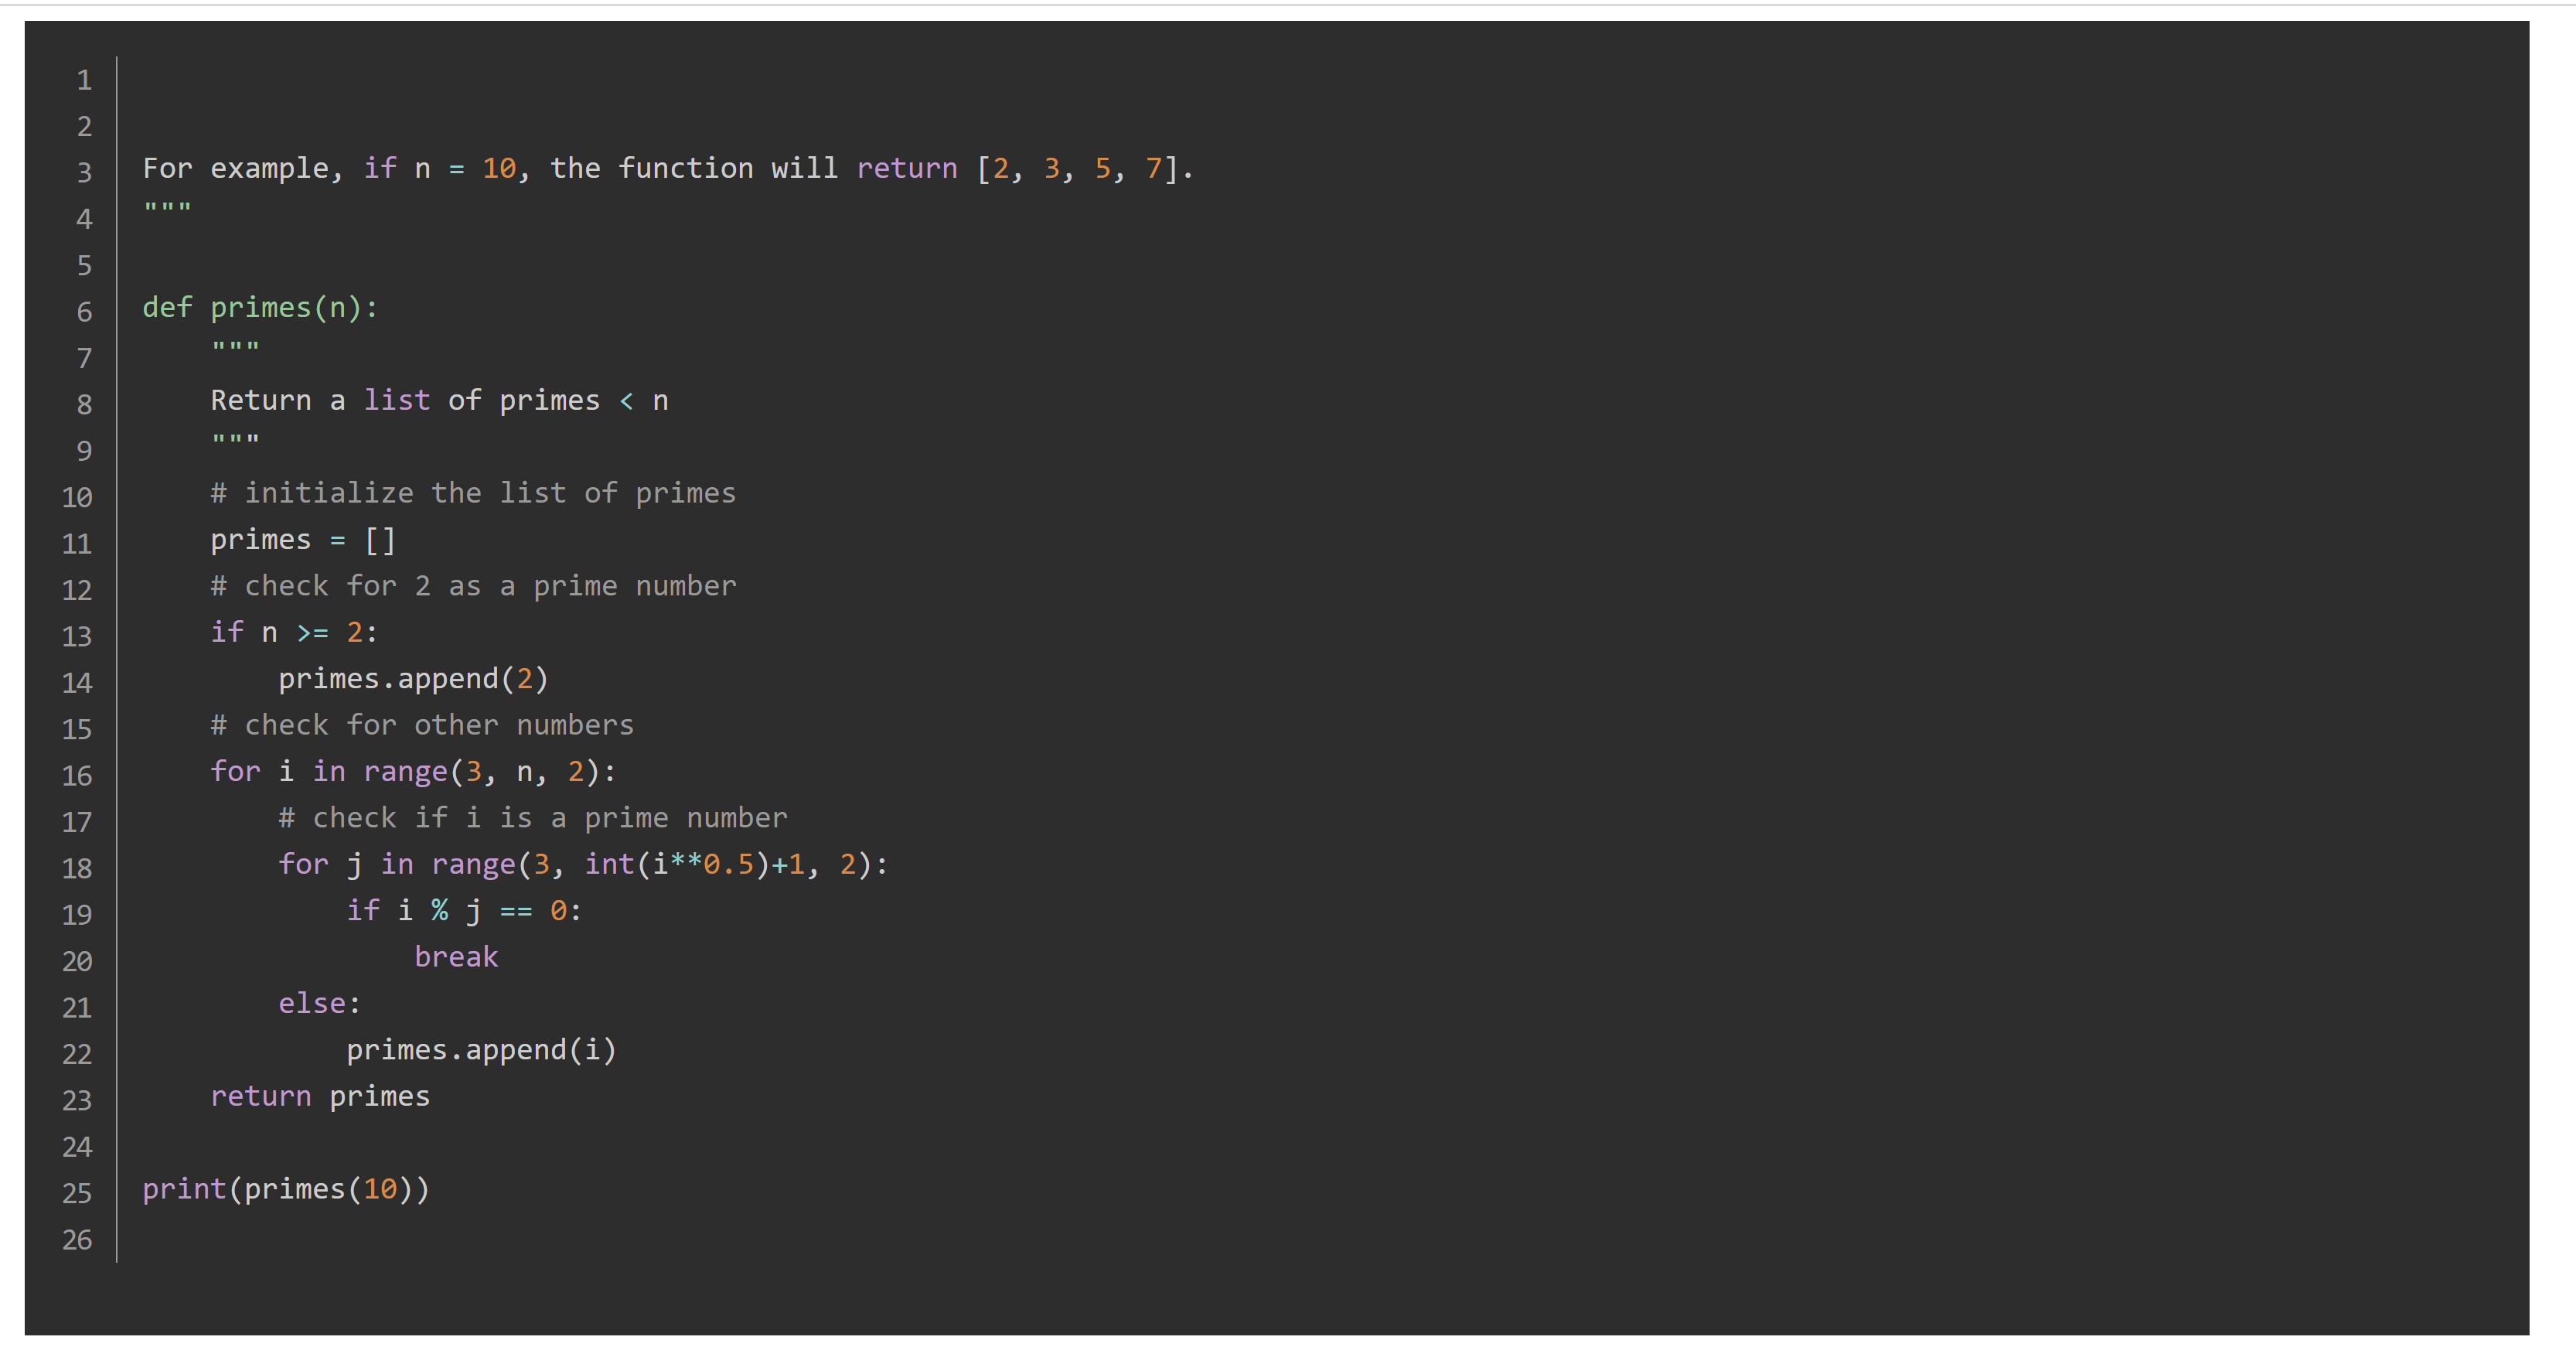 1
2
3 For example, if n = 10, the function will return [2, 3, 5, 7].
4 """
5
6 def primes(n):
7     """
8     Return a list of primes < n
9     """
10     # initialize the list of primes
11     primes = []
12     # check for 2 as a prime number
13     if n >= 2:
14         primes.append(2)
15     # check for other numbers
16     for i in range(3, n, 2):
17         # check if i is a prime number
18         for j in range(3, int(i**0.5)+1, 2):
19             if i % j == 0:
20                 break
21         else:
22             primes.append(i)
23     return primes
24
25 print(primes(10))
26